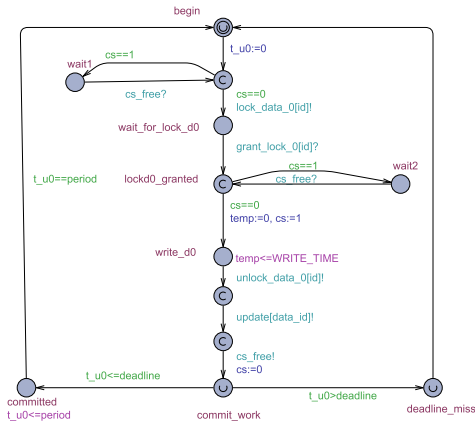 begin
t_u0:=0
wait1
cs==1
cs_free?
cs==0
lock_data_0[id]!
wait_for_lock_d0
grant_lock_0[id]?
cs==1
wait2
cs_free?
lockd0_granted
t_u0==period
cs==0
temp:=0, cs:=1
write_d0
temp<=WRITE_TIME
unlock_data_0[id]!
update[data_id]!
cs_free!
cs:=0
t_u0<=deadline
t_u0>deadline
committed
t_u0<=period
commit_work
deadline_miss
C
C
C
C